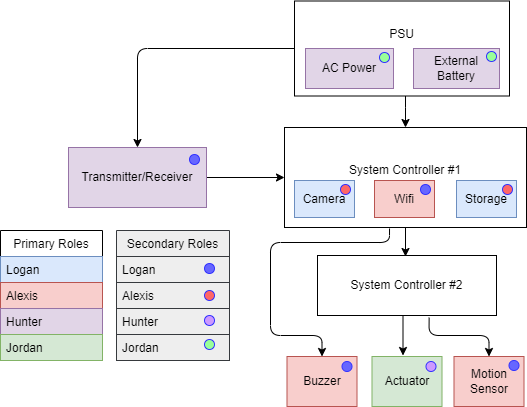 PSU
AC Power
External
Battery
Transmitter/Receiver
System Controller #1
Camera
Wifi
Storage
Primary Roles
Logan
Alexis
Hunter
Jordan
Secondary Roles
Logan
Alexis
Hunter
Jordan
System Controller #2
Buzzer
Actuator
Motion
Sensor